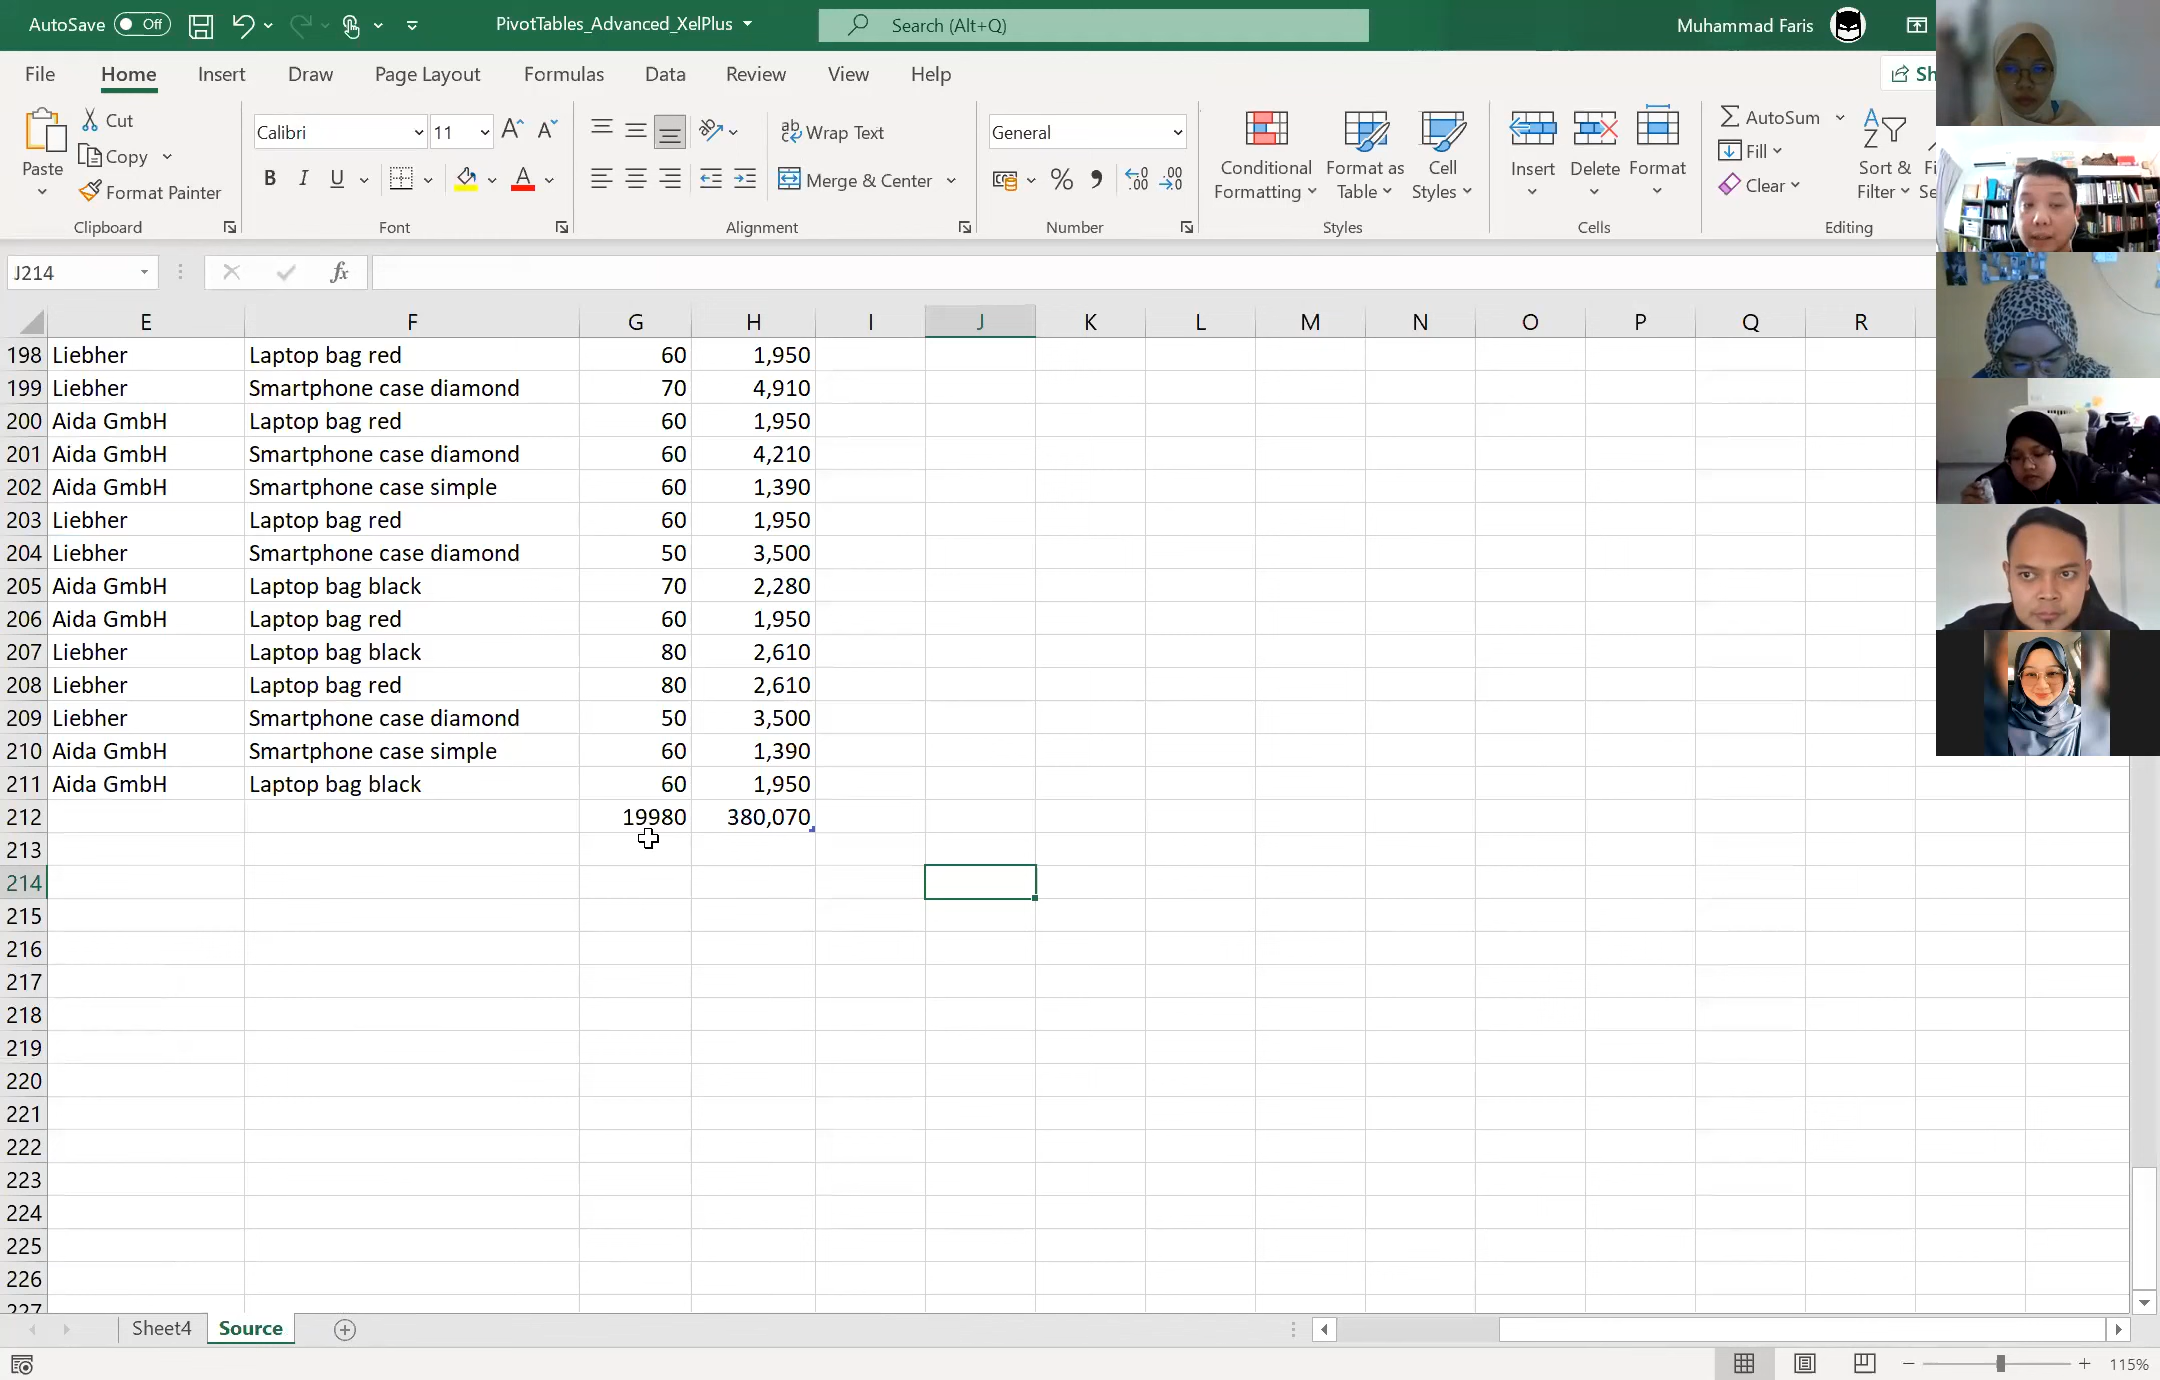 AutoSave Off PivotTables_Advanced_XelPlus Search (Alt+Q) Muhammad Faris
File Home Insert Draw Page Layout Formulas Data Review View Help Sh
Paste Cut Copy Format Painter
Clipboard
Calibri 11
B I U A
Font
ab Wrap Text
Merge & Center
Alignment
General
% 9 .00 .00
Number
Conditional Formatting Format as Table Cell Styles
Styles
Insert Delete Format
Cells
AutoSum Fill Clear Sort & Filter
Editing
J214 fx
E F G H I J K L M N O P Q R
198 Liebher Laptop bag red 60 1,950
199 Liebher Smartphone case diamond 70 4,910
200 Aida GmbH Laptop bag red 60 1,950
201 Aida GmbH Smartphone case diamond 60 4,210
202 Aida GmbH Smartphone case simple 60 1,390
203 Liebher Laptop bag red 60 1,950
204 Liebher Smartphone case diamond 50 3,500
205 Aida GmbH Laptop bag black 70 2,280
206 Aida GmbH Laptop bag red 60 1,950
207 Liebher Laptop bag black 80 2,610
208 Liebher Laptop bag red 80 2,610
209 Liebher Smartphone case diamond 50 3,500
210 Aida GmbH Smartphone case simple 60 1,390
211 Aida GmbH Laptop bag black 60 1,950
212 19980 380,070
213
214
215
216
217
218
219
220
221
222
223
224
225
226
227
Sheet4 Source
115%